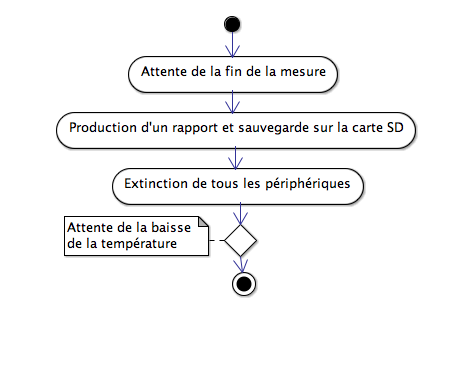 Attente de la fin de la mesure
Production d'un rapport et sauvegarde sur la carte SD
Extinction de tous les périphériques
Attente de la baisse
de la température